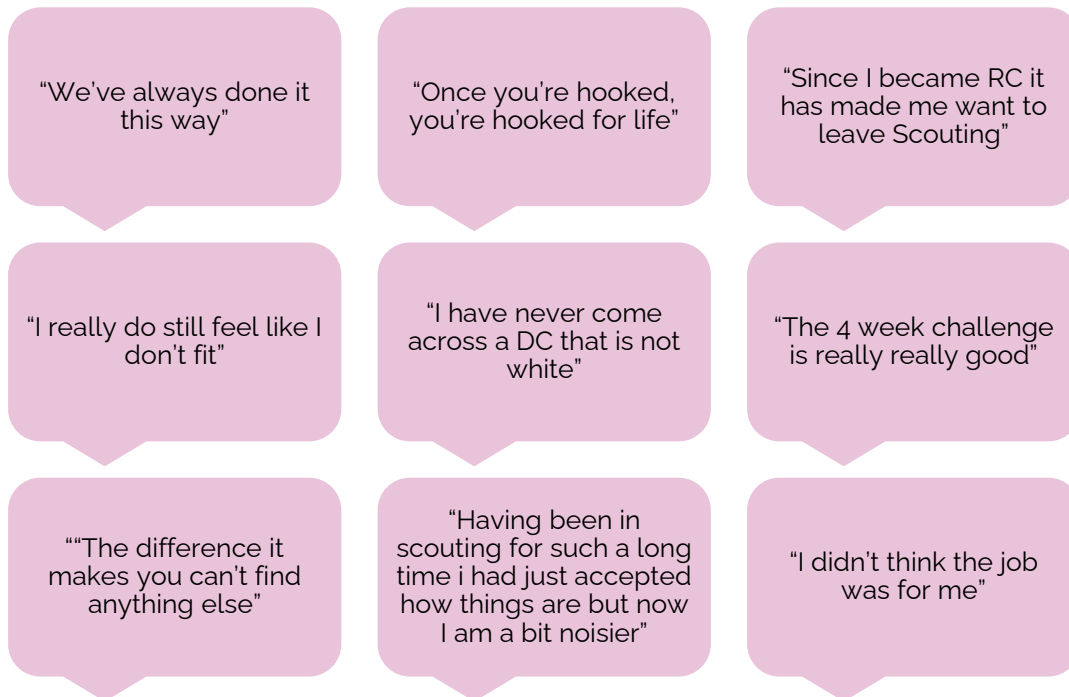 “We’ve always done it
this way”
“Once you’re hooked,
you’re hooked for life”
“Since I became RC it
has made me want to
leave Scouting”
“I really do still feel like I
don’t fit”
“I have never come
across a DC that is not
white”
“The 4 week challenge
is really really good”
““The difference it
makes you can’t find
anything else”
“Having been in
scouting for such a long
time i had just accepted
how things are but now
I am a bit noisier”
“I didn’t think the job
was for me”